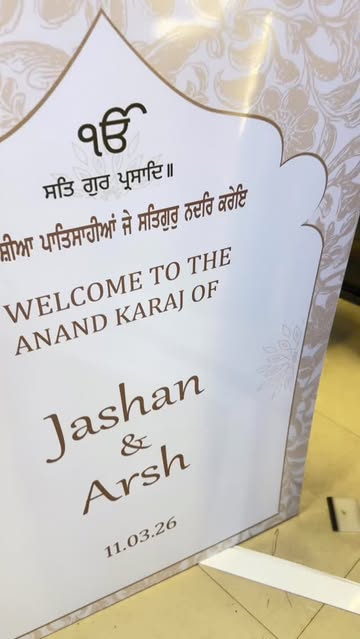 ੴ
ਸਤਿ ਗੁਰ ਪ੍ਰਸਾਦਿ॥
ਪਾਤਿਸਾਹੀਆਂ ਜੇ ਸਤਿਗੁਰੁ ਨਦਰਿ ਕਰੇਇ
WELCOME TO THE
ANAND KARAJ OF
Jashan
&
Arsh
11.03.26